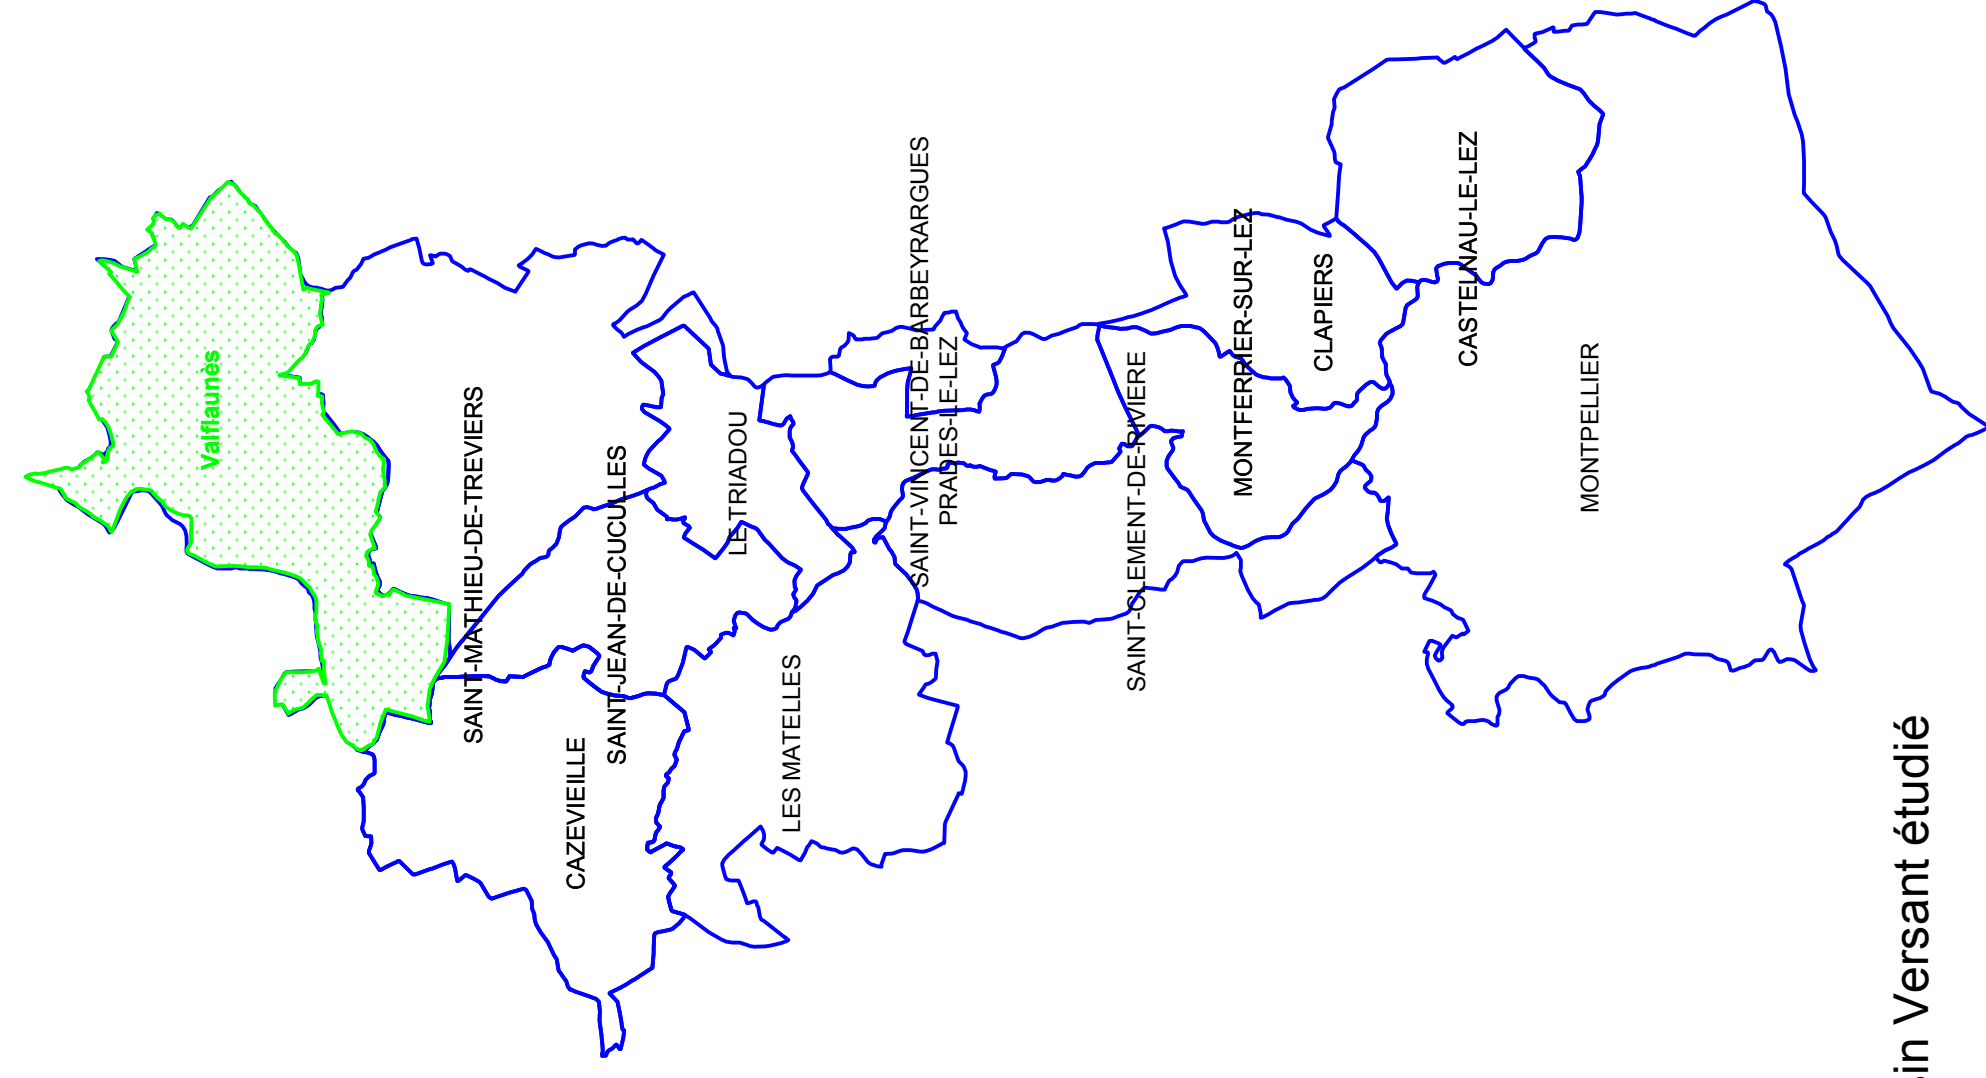 Valflaunès
SAINT-MATHIEU-DE-TREVIERS
CAZEVIEILLE
SAINT-JEAN-DE-CUCULLES
LE TRIADOU
LES MATELLES
SAINT-VINCENT-DE-BARBEYRARGUES
PRADES-LE-LEZ
SAINT-CLEMENT-DE-RIVIERE
MONTFERRIER-SUR-LEZ
CLAPIERS
CASTELNAU-LE-LEZ
MONTPELLIER
Versant étudié